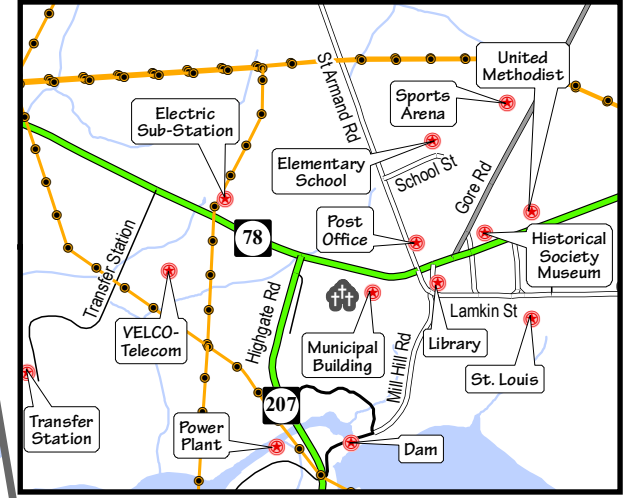 United
Methodist
St Armand Rd
Sports
Arena
Electric
Sub-Station
Elementary
School
School St
Gore Rd
Post
Office
78
Historical
Society
Museum
Transfer Station
Highgate Rd
Lamkin St
VELCO-
Telecom
Municipal
Building
Mill Hill Rd
Library
St. Louis
207
Transfer
Station
Power
Plant
Dam